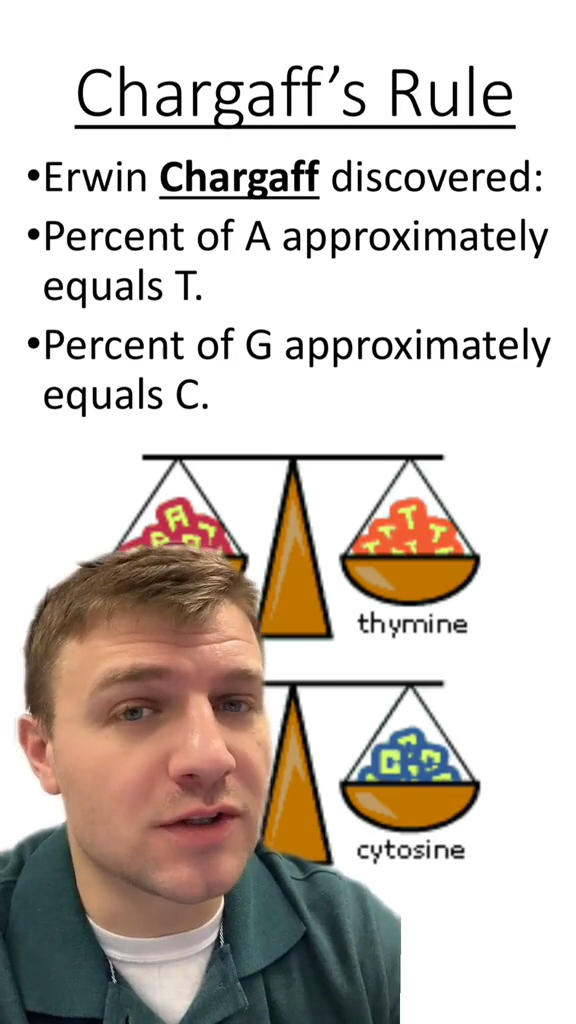 Chargaff's Rule
•Erwin Chargaff discovered:
•Percent of A approximately
equals T.
•Percent of G approximately
equals C.
A
T
T T
thymine
C
cytosine